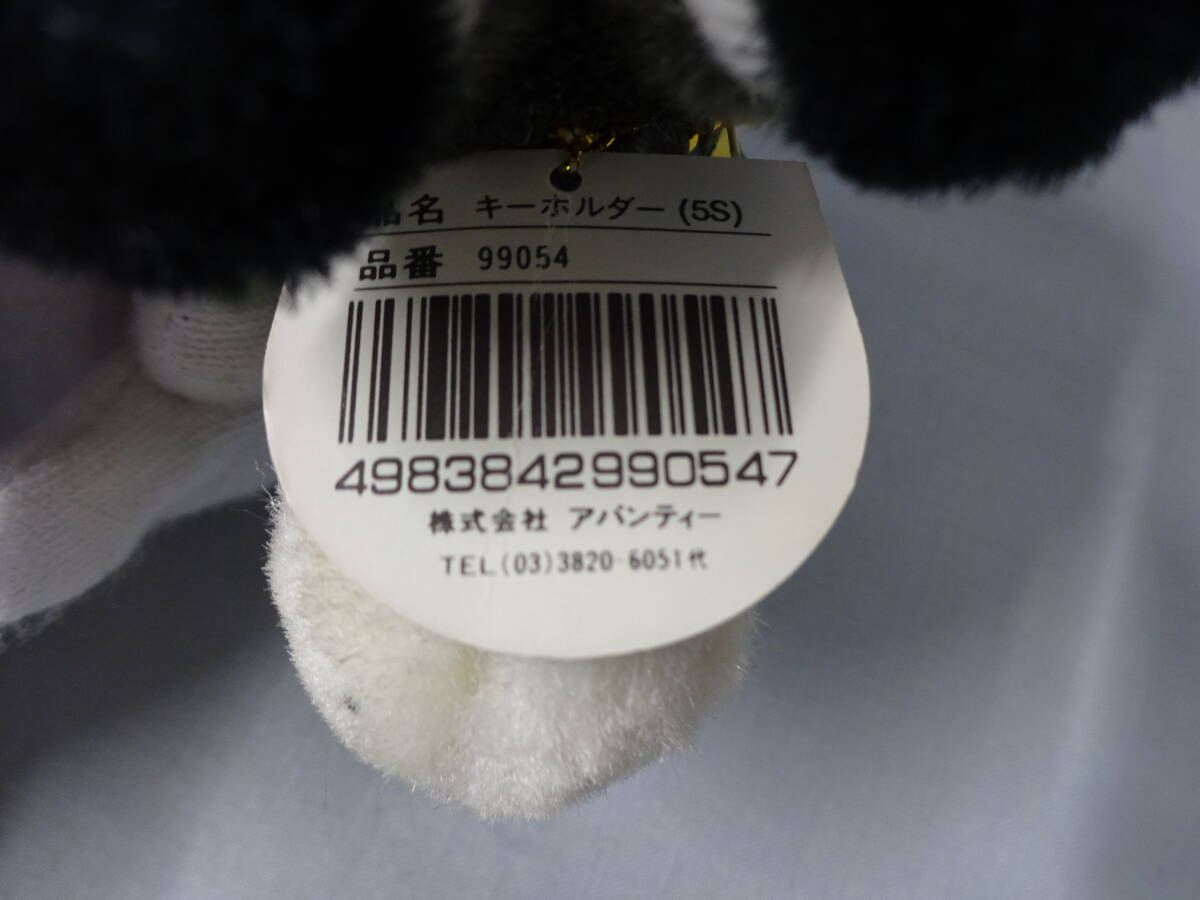 品名 キーホルダー (5S)
品番 99054
4983842990547
株式会社 アバンティー
TEL(03)3820-6051代